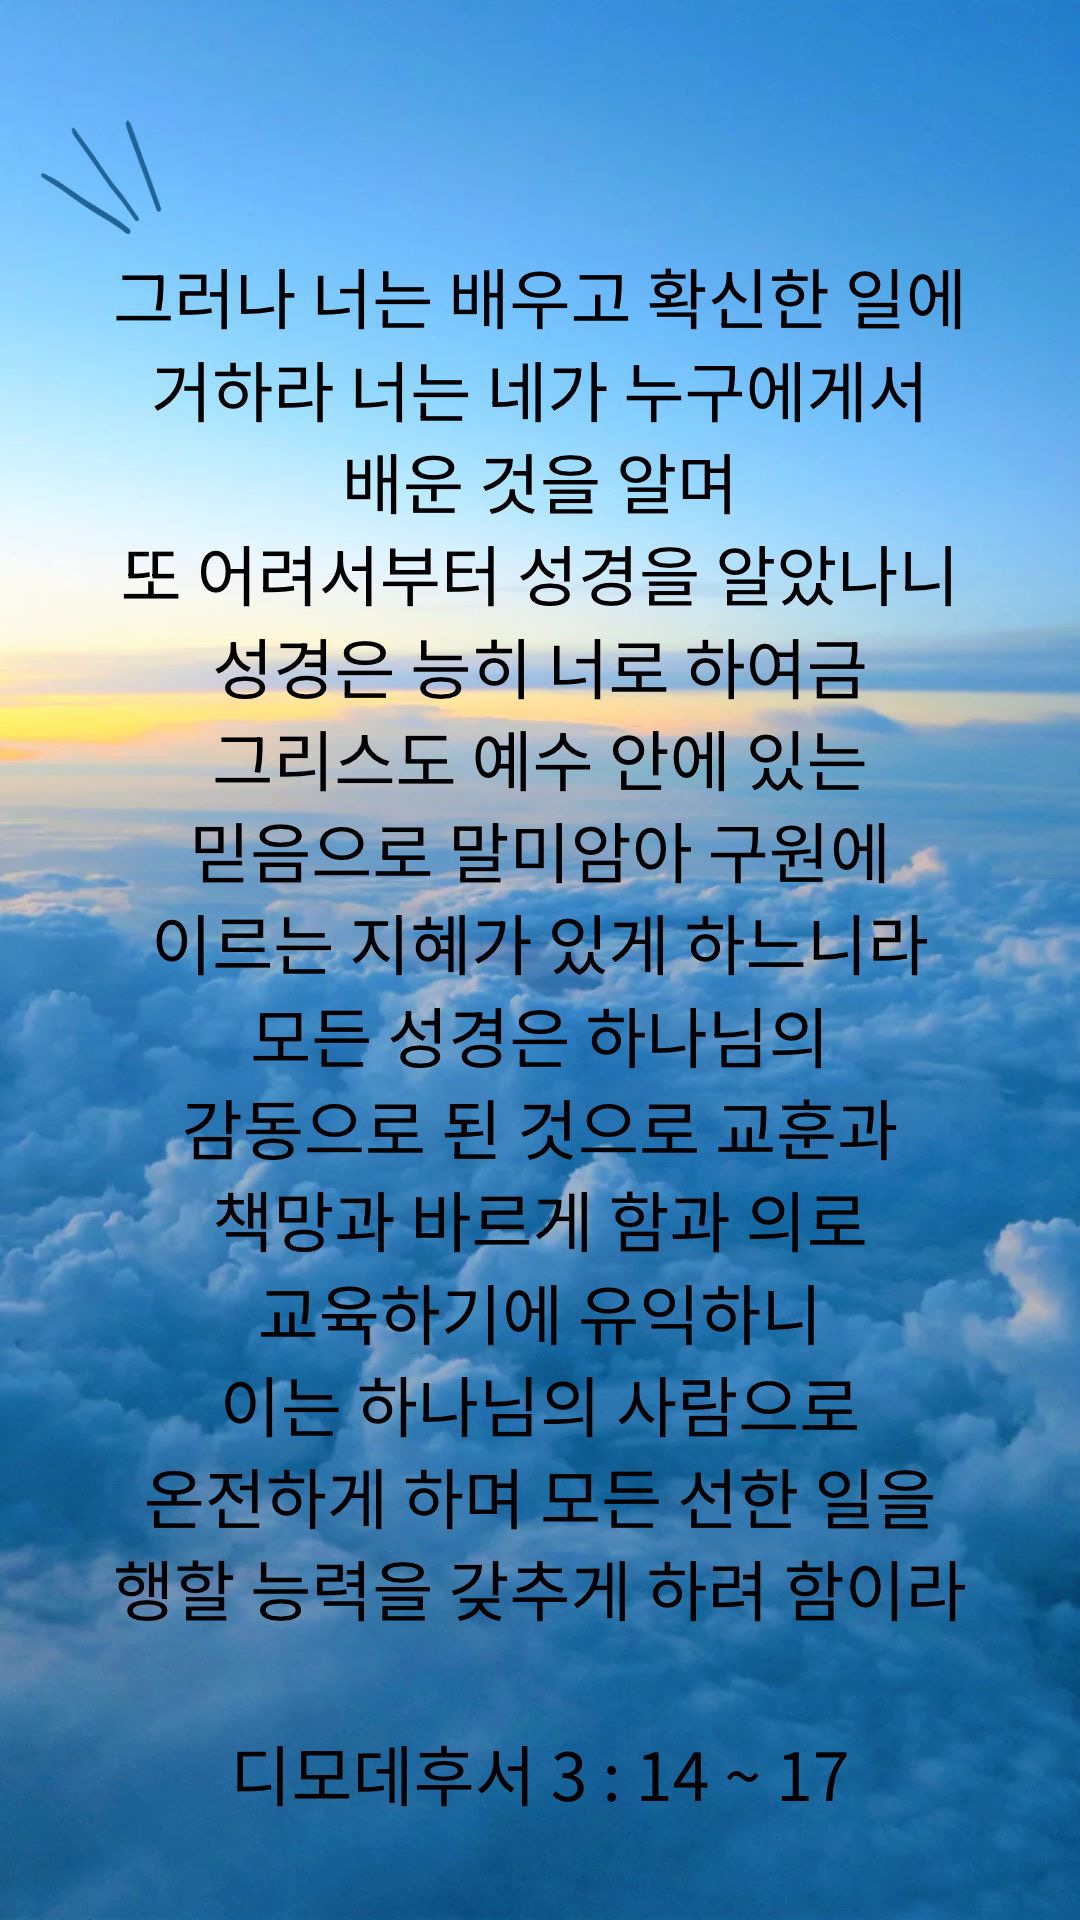 그러나 너는 배우고 확신한 일에
거하라 너는 네가 누구에게서
배운 것을 알며
또 어려서부터 성경을 알았나니
성경은 능히 너로 하여금
그리스도 예수 안에 있는
믿음으로 말미암아 구원에
이르는 지혜가 있게 하느니라
모든 성경은 하나님의
감동으로 된 것으로 교훈과
책망과 바르게 함과 의로
교육하기에 유익하니
이는 하나님의 사람으로
온전하게 하며 모든 선한 일을
행할 능력을 갖추게 하려 함이라
디모데후서 3 : 14 ~ 17